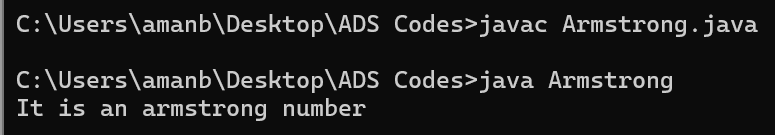 C:\Users\amanb\Desktop\ADS Codes>javac Armstrong.java
C:\Users\amanb\Desktop\ADS Codes>java Armstrong
It is an armstrong number